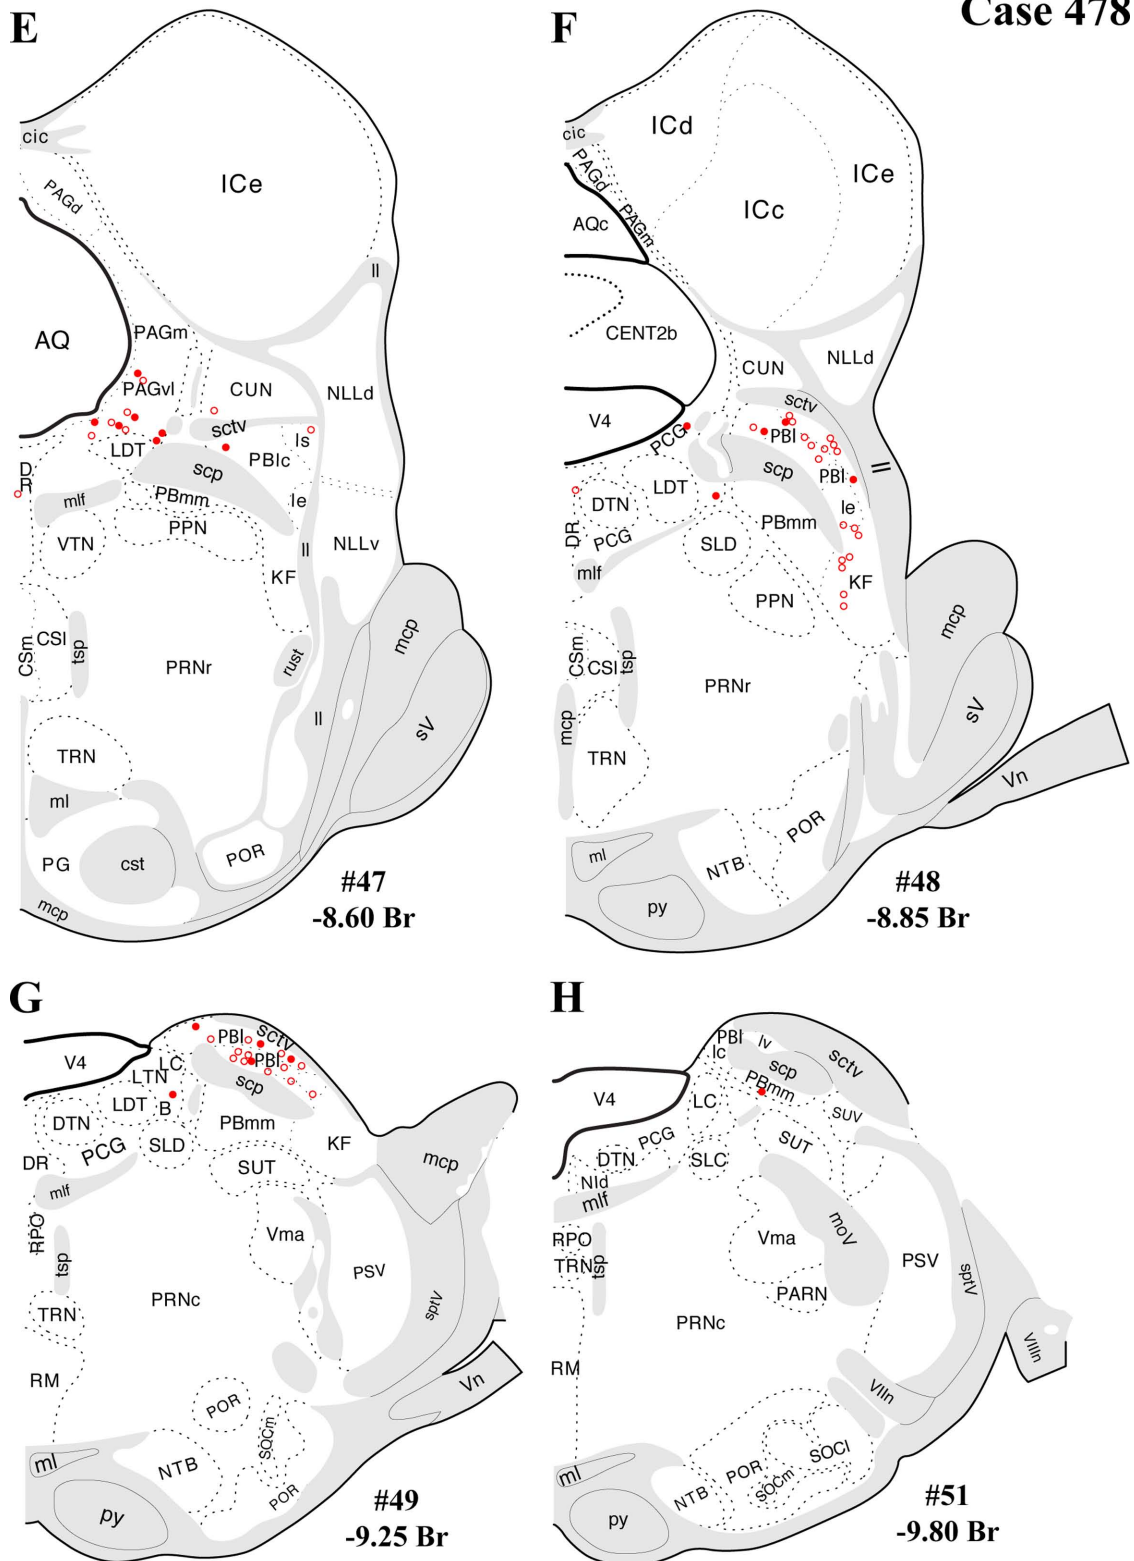 Case 478
E
cic
PAGd
ICe
ll
AQ
PAGm
PAGvl
CUN
NLLd
sctv
ls
LDT
PBlc
scp
D
R
mlf
PBmm
le
PPN
VTN
ll
NLLv
KF
CSm
CSl
tsp
PRNr
rust
mcp
ll
sV
TRN
ml
PG
cst
POR
mcp
#47
-8.60 Br
F
ICd
cic
PAGd
ICe
ICc
AQc
PAGm
CENT2b
NLLd
CUN
sctv
V4
PCG
PBl
ll
scp
PBl
LDT
le
DTN
DR
PBmm
PCG
SLD
mlf
KF
PPN
mcp
CSm
CSl
tsp
PRNr
mcp
sV
TRN
Vn
POR
ml
NTB
py
#48
-8.85 Br
G
PBl
sctv
V4
LC
PBl
LTN
scp
LDT
B
DTN
PBmm
SLD
PCG
KF
DR
SUT
mcp
mlf
RPO
Vma
tsp
PSV
PRNc
sptV
TRN
RM
Vn
POR
SOCm
NTB
ml
POR
py
#49
-9.25 Br
H
PBl
lv
lc
scp
sctv
PBmm
V4
LC
SUV
PCG
SUT
DTN
SLC
NId
mlf
moV
RPO
Vma
TRN
tsp
PSV
sptV
PARN
PRNc
VIIIn
RM
VIIn
SOCl
POR
SOCm
ml
NTB
py
#51
-9.80 Br